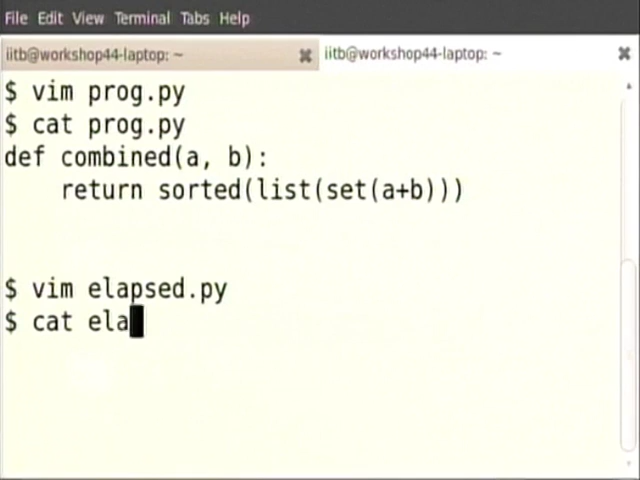 File Edit View Terminal Tabs Help
iitb@workshop44-laptop: ~ iitb@workshop44-laptop: ~
$ vim prog.py
$ cat prog.py
def combined(a, b):
    return sorted(list(set(a+b)))
$ vim elapsed.py
$ cat ela